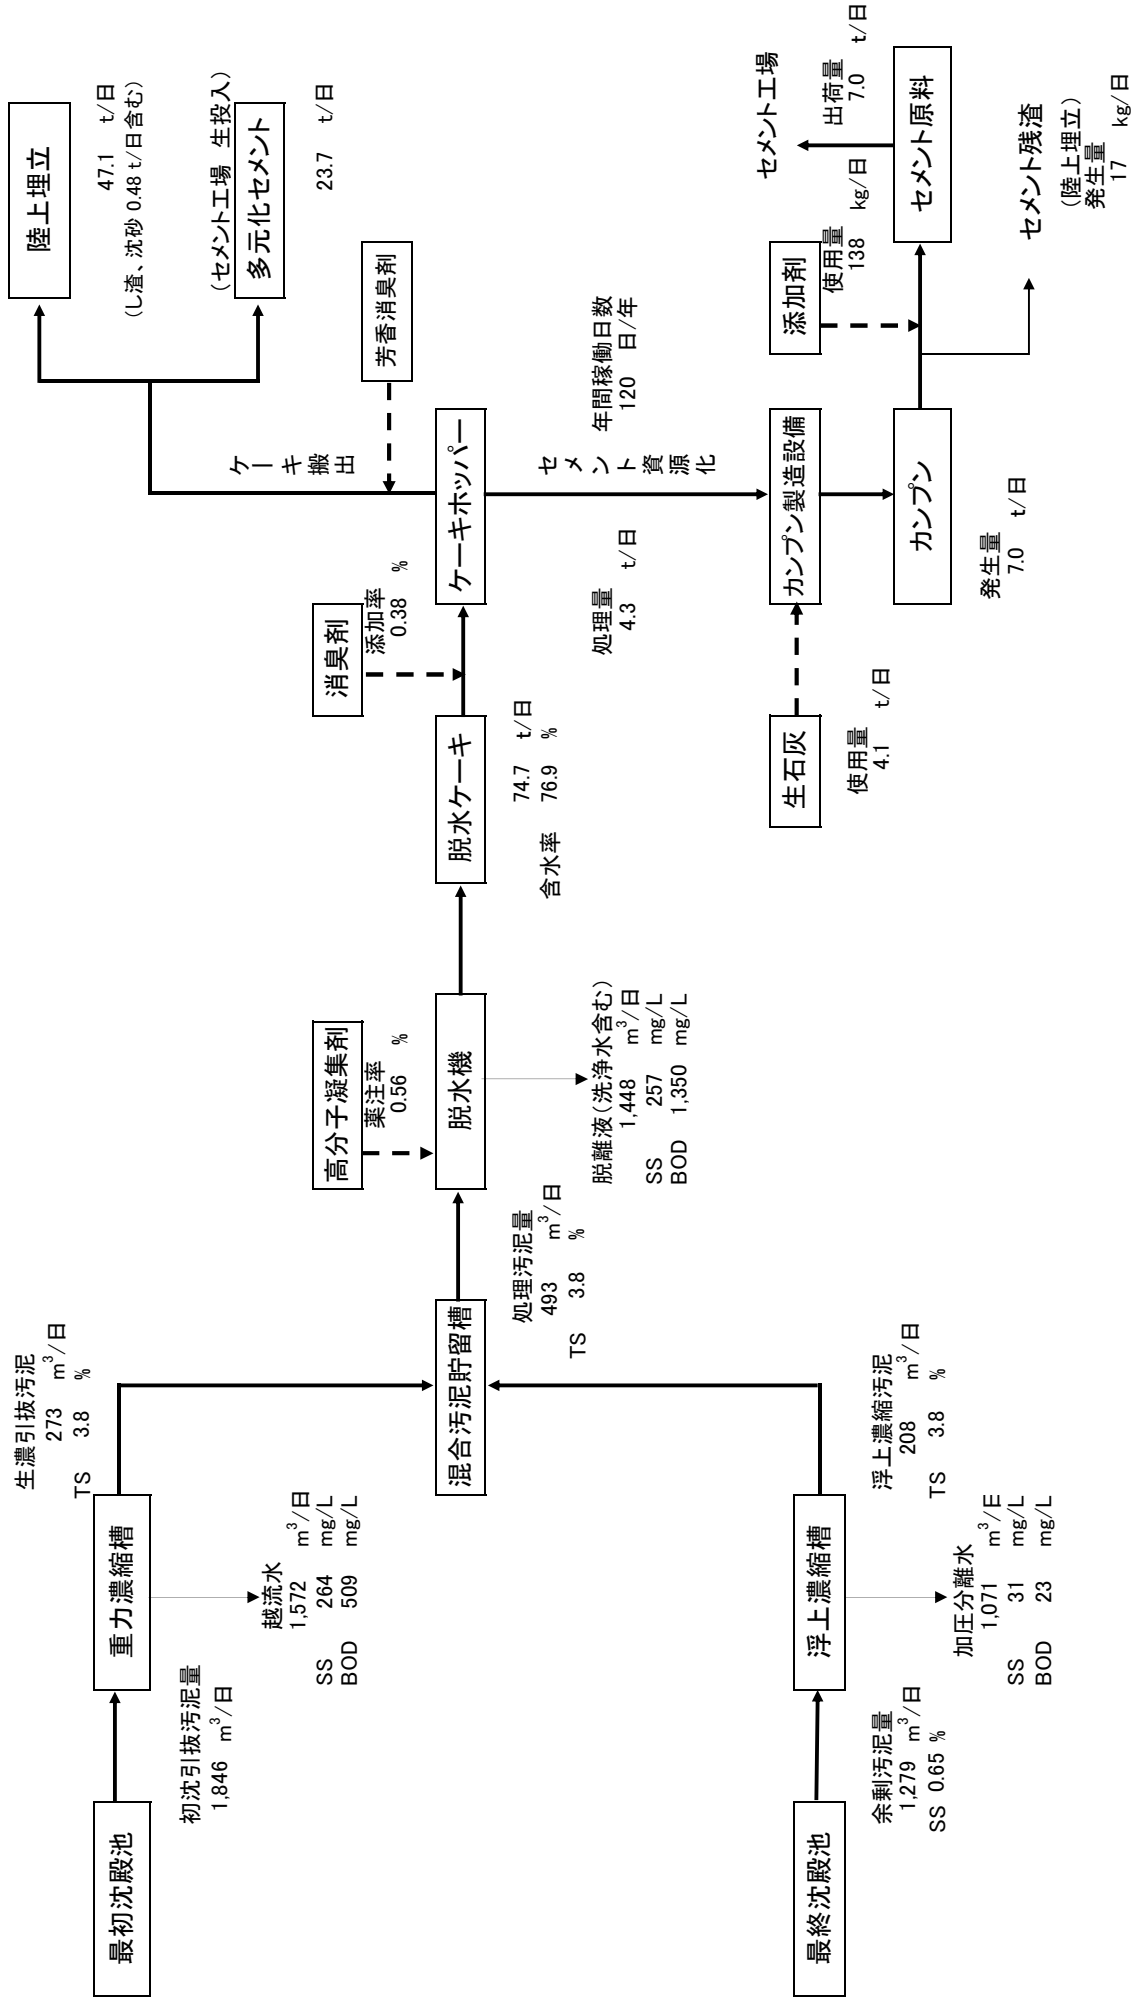 最初沈殿池
初沈引抜汚泥量
1,846 m³/日
重力濃縮槽
越流水
1,572 m³/日
SS 264 mg/L
BOD 509 mg/L
生濃引抜汚泥
273 m³/日
TS 3.8 %
最終沈殿池
余剰汚泥量
1,279 m³/日
SS 0.65 %
浮上濃縮槽
加圧分離水
1,071 m³/日
SS 31 mg/L
BOD 23 mg/L
浮上濃縮汚泥
208 m³/日
TS 3.8 %
混合汚泥貯留槽
処理汚泥量
493 m³/日
TS 3.8 %
高分子凝集剤
薬注率
0.56 %
脱水機
脱離液(洗浄水含む)
1,448 m³/日
SS 257 mg/L
BOD 1,350 mg/L
脱水ケーキ
74.7 t/日
含水率 76.9 %
消臭剤
添加率
0.38 %
ケーキホッパー
芳香消臭剤
ケーキ搬出
陸上埋立
47.1 t/日
(し渣、沈砂 0.48 t/日含む)
(セメント工場 生投入)
多元化セメント
23.7 t/日
セメント資源化
年間稼働日数
120 日/年
処理量
4.3 t/日
生石灰
使用量
4.1 t/日
カンプン製造設備
カンプン
発生量
7.0 t/日
添加剤
使用量
138 kg/日
セメント原料
出荷量
7.0 t/日
セメント工場
セメント残渣
(陸上埋立)
発生量
17 kg/日